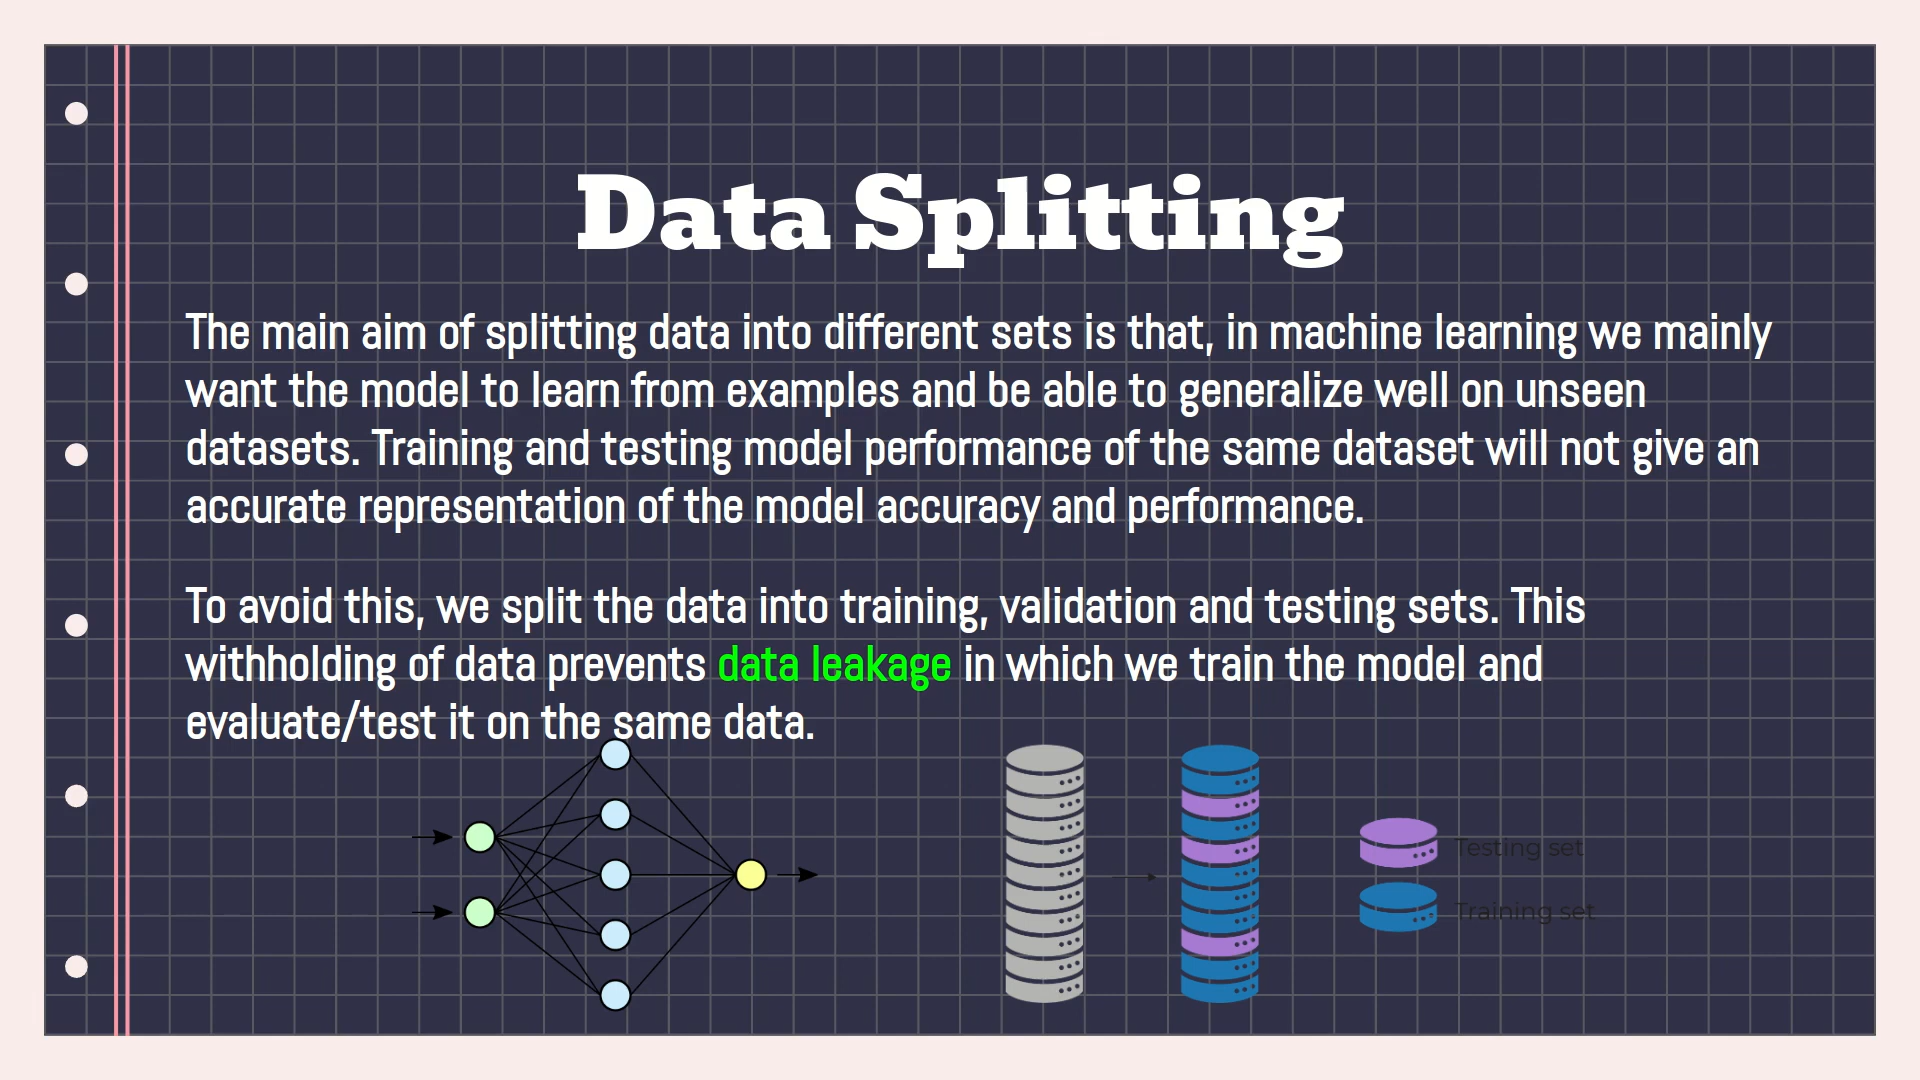 Data Splitting
The main aim of splitting data into different sets is that, in machine learning we mainly
want the model to learn from examples and be able to generalize well on unseen
datasets. Training and testing model performance of the same dataset will not give an
accurate representation of the model accuracy and performance.
To avoid this, we split the data into training, validation and testing sets. This
withholding of data prevents data leakage in which we train the model and
evaluate/test it on the same data.
Testing set
Training set